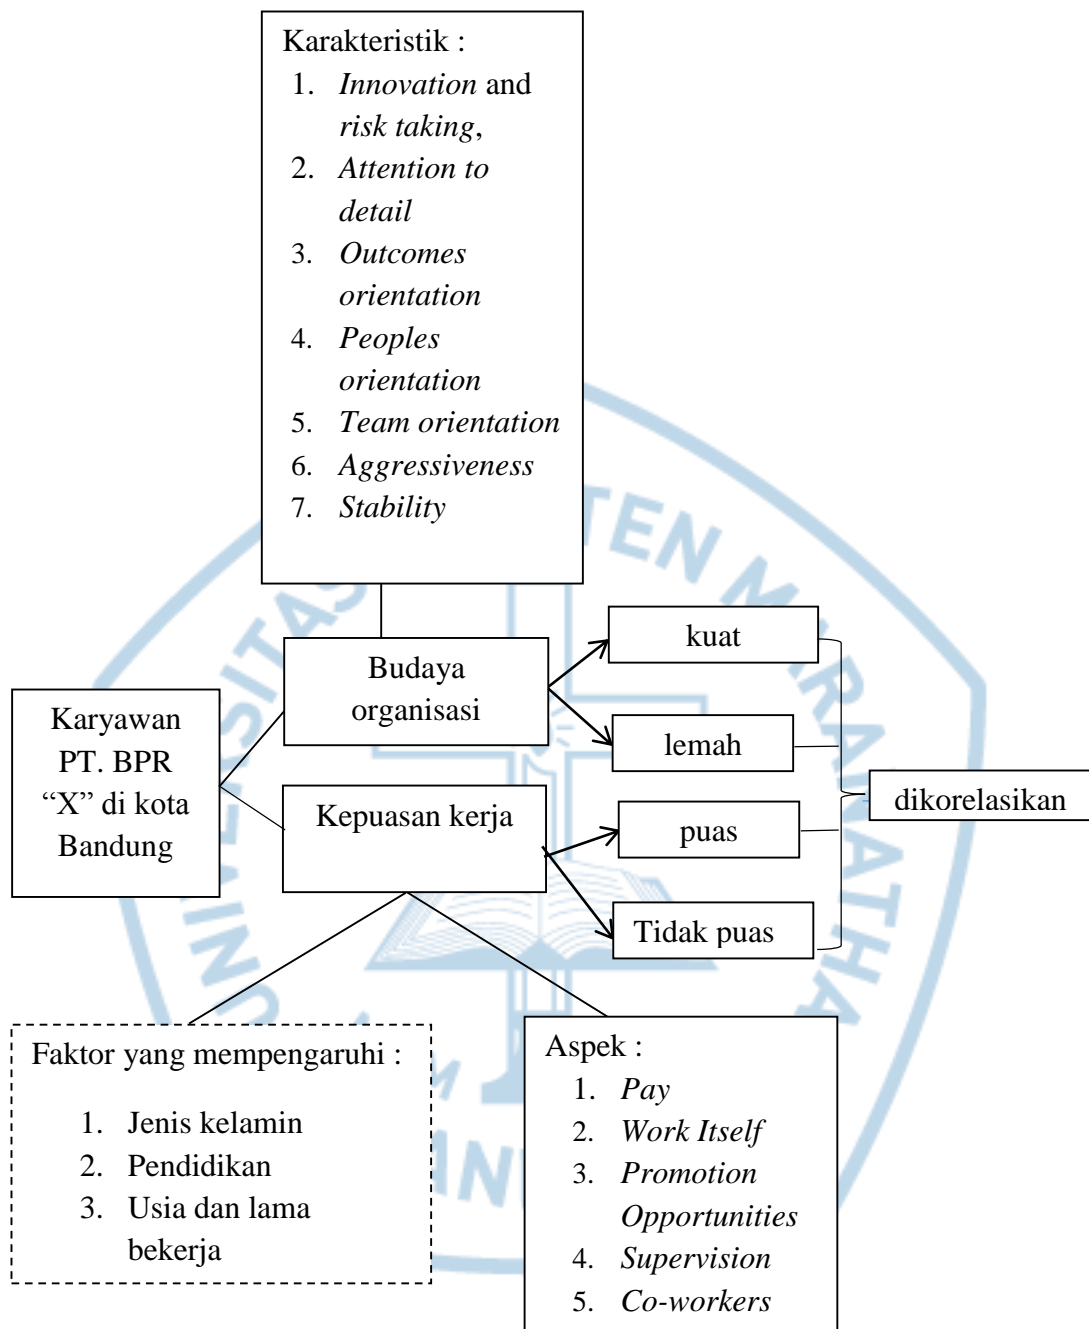 Karakteristik :
1. Innovation and
risk taking,
2. Attention to
detail
3. Outcomes
orientation
4. Peoples
orientation
5. Team orientation
6. Aggressiveness
7. Stability
Budaya
organisasi
kuat
lemah
Karyawan
PT. BPR
“X” di kota
Bandung
Kepuasan kerja
puas
Tidak puas
dikorelasikan
Faktor yang mempengaruhi :
1. Jenis kelamin
2. Pendidikan
3. Usia dan lama
bekerja
Aspek :
1. Pay
2. Work Itself
3. Promotion
Opportunities
4. Supervision
5. Co-workers